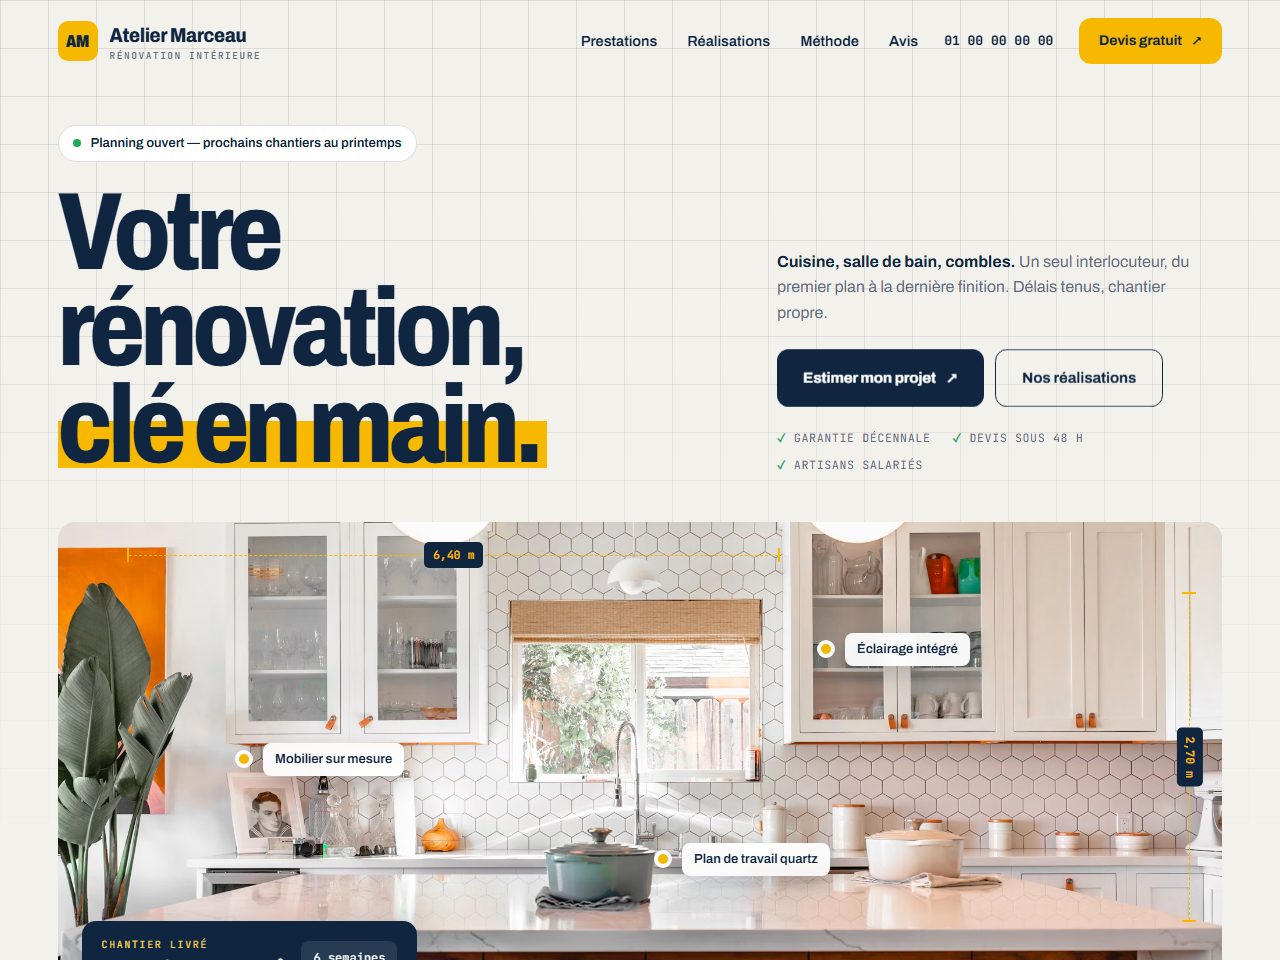 AM
Atelier Marceau
RÉNOVATION INTÉRIEURE
Prestations
Réalisations
Méthode
Avis
01 00 00 00 00
Devis gratuit ↗
Planning ouvert — prochains chantiers au printemps
Votre
rénovation,
clé en main.
Cuisine, salle de bain, combles. Un seul interlocuteur, du
premier plan à la dernière finition. Délais tenus, chantier
propre.
Estimer mon projet ↗
Nos réalisations
✓ GARANTIE DÉCENNALE ✓ DEVIS SOUS 48 H
✓ ARTISANS SALARIÉS
6,40 m
Éclairage intégré
2,70 m
Mobilier sur mesure
Plan de travail quartz
CHANTIER LIVRÉ
6 semaines